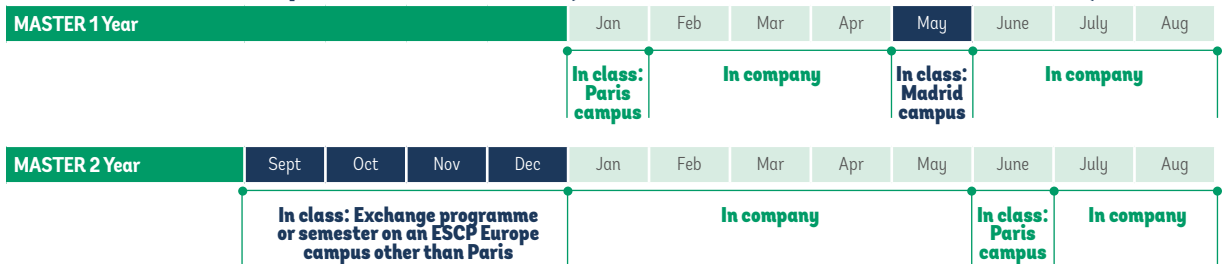 MASTER 1 Year Jan Feb Mar Apr May June July Aug
In class: In company In class: In company
Paris Madrid
campus campus
MASTER 2 Year Sept Oct Nov Dec Jan Feb Mar Apr May June July Aug
In class: Exchange programme In company In class: In company
or semester on an ESCP Europe Paris
campus other than Paris campus